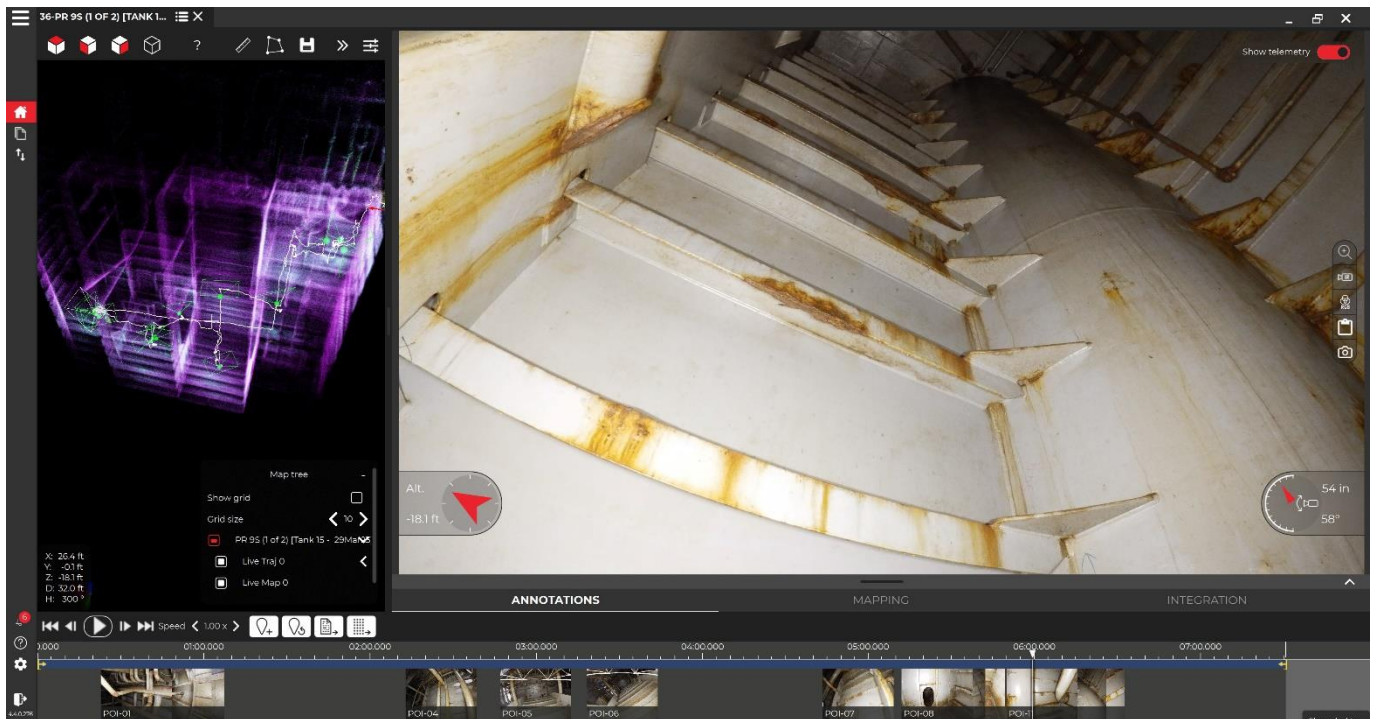 36-PR 9S (1 OF 2) [TANK 1...
?
Show telemetry
Alt.
-18.1 ft
54 in
58°
Map tree
-
Show grid
Grid size
10
PR 9S (1 of 2) [Tank 15 - 29Mar
Live Traj 0
Live Map 0
X: 26.4 ft
Y: -0.1 ft
Z: -18.1 ft
D: 32.0 ft
H: 300 °
ANNOTATIONS
MAPPING
INTEGRATION
Speed
1.00 x
01:00.000
02:00.000
03:00.000
04:00.000
05:00.000
06:00.000
07:00.000
POI-01
POI-04
POI-05
POI-06
POI-07
POI-08